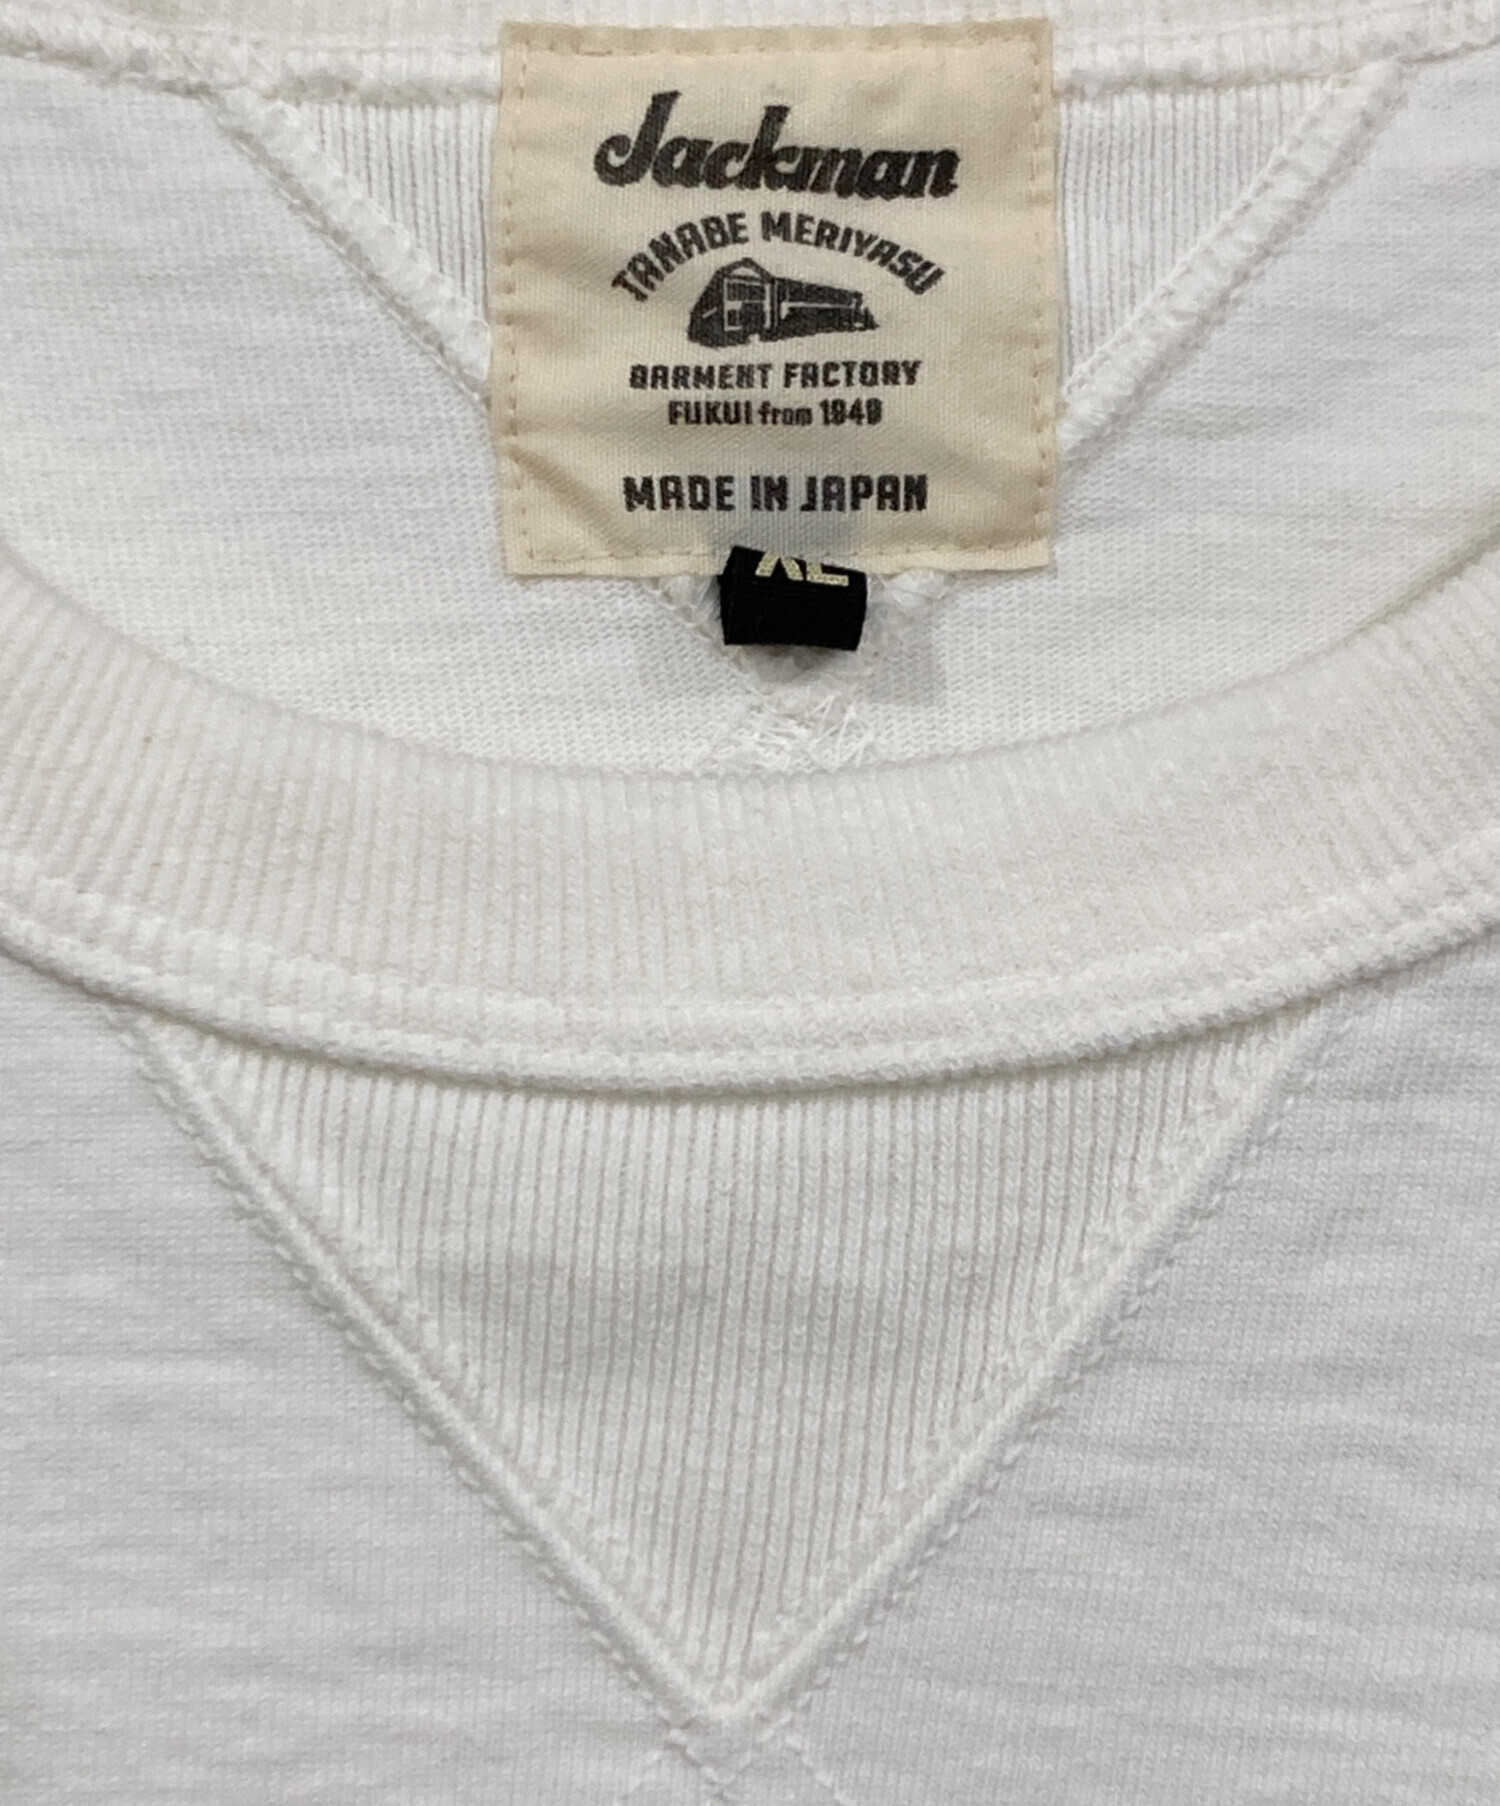 Jackman
TANABE MERIYASU
GARMENT FACTORY
FUKUI from 1949
MADE IN JAPAN
XL